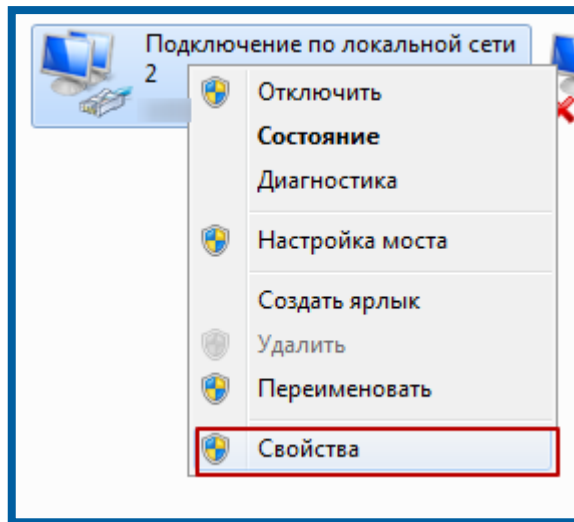 Подключение по локальной сети
2
Отключить
Состояние
Диагностика
Настройка моста
Создать ярлык
Удалить
Переименовать
Свойства